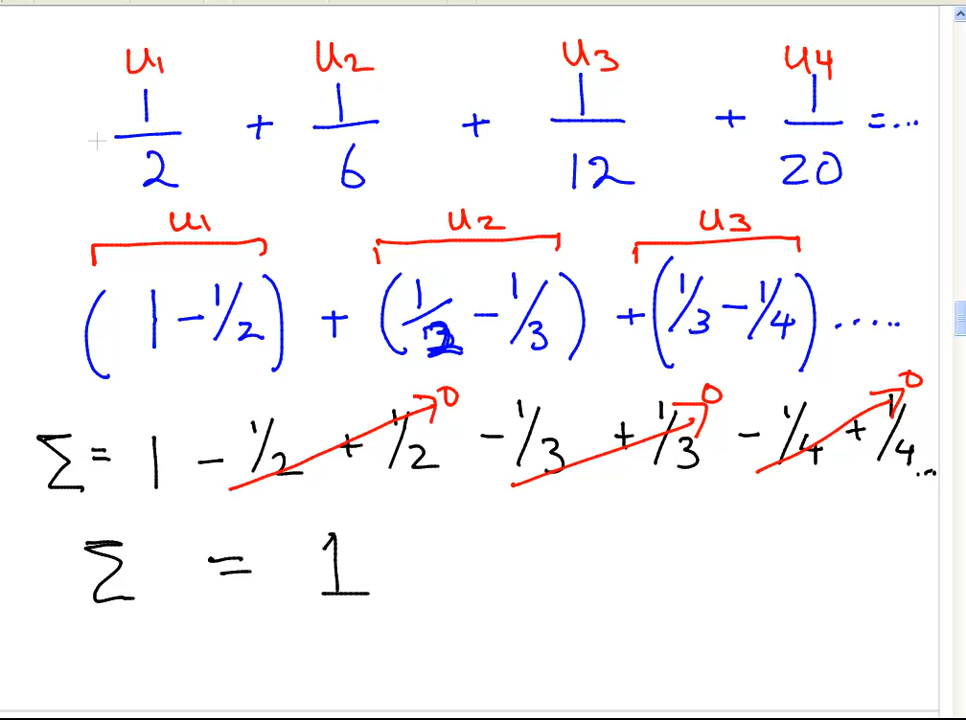 u1 u2 u3 u4
1/2 + 1/6 + 1/12 + 1/20 = ...
u1 u2 u3
(1 - 1/2) + (1/2 - 1/3) + (1/3 - 1/4) .....
0 0 0
Σ = 1 - 1/2 + 1/2 - 1/3 + 1/3 - 1/4 + 1/4 ...
Σ = 1